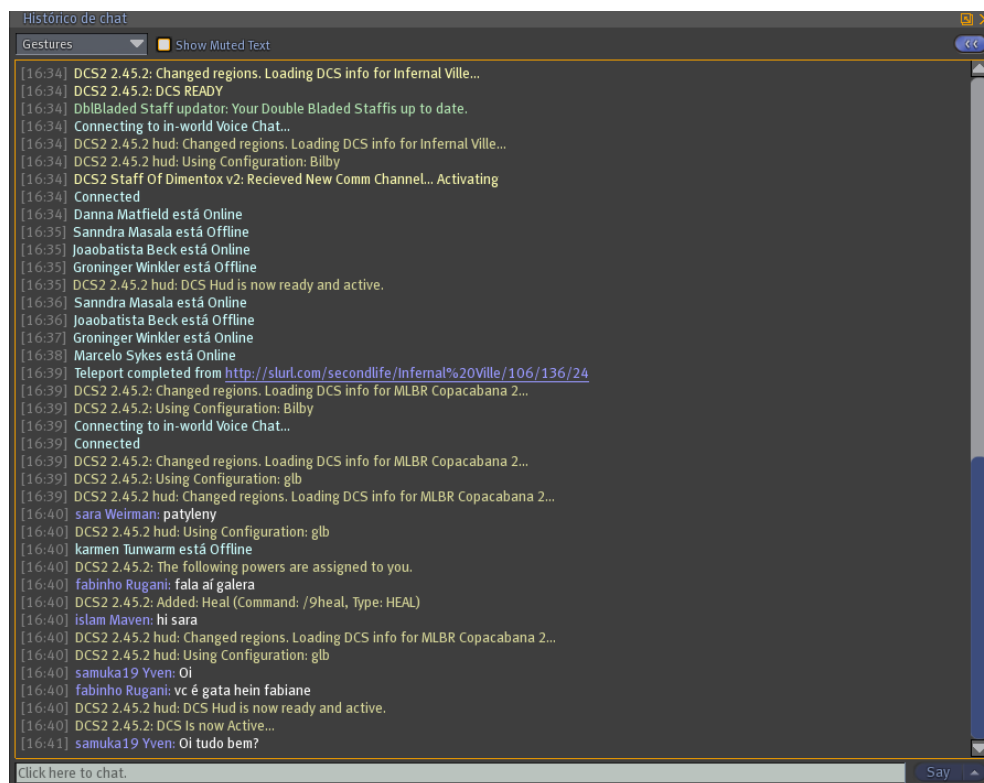 Histórico de chat
Gestures Show Muted Text <<
[16:34] DCS2 2.45.2: Changed regions. Loading DCS info for Infernal Ville...
[16:34] DCS2 2.45.2: DCS READY
[16:34] DblBladed Staff updator: Your Double Bladed Staffis up to date.
[16:34] Connecting to in-world Voice Chat...
[16:34] DCS2 2.45.2 hud: Changed regions. Loading DCS info for Infernal Ville...
[16:34] DCS2 2.45.2 hud: Using Configuration: Bilby
[16:34] DCS2 Staff Of Dimentox v2: Recieved New Comm Channel... Activating
[16:34] Connected
[16:34] Danna Matfield está Online
[16:35] Sanndra Masala está Offline
[16:35] Joaobatista Beck está Online
[16:35] Groninger Winkler está Offline
[16:35] DCS2 2.45.2 hud: DCS Hud is now ready and active.
[16:36] Sanndra Masala está Online
[16:36] Joaobatista Beck está Offline
[16:37] Groninger Winkler está Online
[16:38] Marcelo Sykes está Online
[16:39] Teleport completed from http://slurl.com/secondlife/Infernal%20Ville/106/136/24
[16:39] DCS2 2.45.2: Changed regions. Loading DCS info for MLBR Copacabana 2...
[16:39] DCS2 2.45.2: Using Configuration: Bilby
[16:39] Connecting to in-world Voice Chat...
[16:39] Connected
[16:39] DCS2 2.45.2: Changed regions. Loading DCS info for MLBR Copacabana 2...
[16:39] DCS2 2.45.2: Using Configuration: glb
[16:39] DCS2 2.45.2 hud: Changed regions. Loading DCS info for MLBR Copacabana 2...
[16:40] sara Weirman: patyleny
[16:40] DCS2 2.45.2 hud: Using Configuration: glb
[16:40] karmen Tunwarm está Offline
[16:40] DCS2 2.45.2: The following powers are assigned to you.
[16:40] fabinho Rugani: fala aí galera
[16:40] DCS2 2.45.2: Added: Heal (Command: /9heal, Type: HEAL)
[16:40] islam Maven: hi sara
[16:40] DCS2 2.45.2 hud: Changed regions. Loading DCS info for MLBR Copacabana 2...
[16:40] DCS2 2.45.2 hud: Using Configuration: glb
[16:40] samuka19 Yven: Oi
[16:40] fabinho Rugani: vc é gata hein fabiane
[16:40] DCS2 2.45.2 hud: DCS Hud is now ready and active.
[16:40] DCS2 2.45.2: DCS Is now Active...
[16:41] samuka19 Yven: Oi tudo bem?
Click here to chat. Say